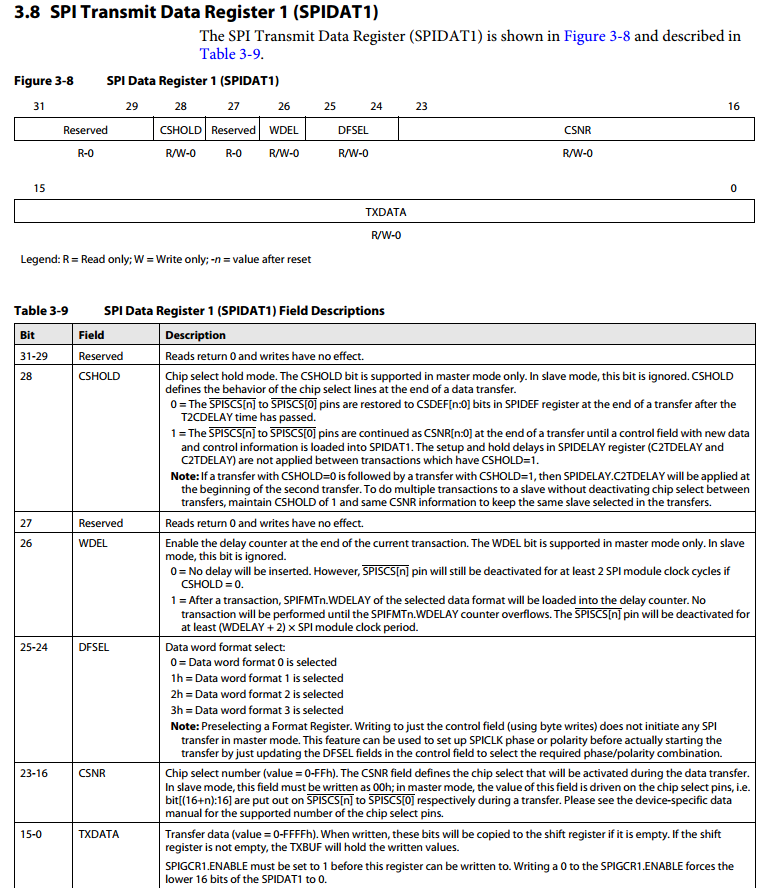 3.8 SPI Transmit Data Register 1 (SPIDAT1)
The SPI Transmit Data Register (SPIDAT1) is shown in Figure 3-8 and described in
Table 3-9.
Figure 3-8 SPI Data Register 1 (SPIDAT1)
31 29 28 27 26 25 24 23 16
Reserved CSHOLD Reserved WDEL DFSEL CSNR
R-0 R/W-0 R-0 R/W-0 R/W-0 R/W-0
15 0
TXDATA
R/W-0
Legend: R = Read only; W = Write only; -n = value after reset
Table 3-9 SPI Data Register 1 (SPIDAT1) Field Descriptions
Bit Field Description
31-29 Reserved Reads return 0 and writes have no effect.
28 CSHOLD Chip select hold mode. The CSHOLD bit is supported in master mode only. In slave mode, this bit is ignored. CSHOLD
defines the behavior of the chip select lines at the end of a data transfer.
0 = The SPISCS[n] to SPISCS[0] pins are restored to CSDEF[n:0] bits in SPIDEF register at the end of a transfer after the
T2CDELAY time has passed.
1 = The SPISCS[n] to SPISCS[0] pins are continued as CSNR[n:0] at the end of a transfer until a control field with new data
and control information is loaded into SPIDAT1. The setup and hold delays in SPIDELAY register (C2TDELAY and
C2TDELAY) are not applied between transactions which have CSHOLD=1.
Note: If a transfer with CSHOLD=0 is followed by a transfer with CSHOLD=1, then SPIDELAY.C2TDELAY will be applied at
the beginning of the second transfer. To do multiple transactions to a slave without deactivating chip select between
transfers, maintain CSHOLD of 1 and same CSNR information to keep the same slave selected in the transfers.
27 Reserved Reads return 0 and writes have no effect.
26 WDEL Enable the delay counter at the end of the current transaction. The WDEL bit is supported in master mode only. In slave
mode, this bit is ignored.
0 = No delay will be inserted. However, SPISCS[n] pin will still be deactivated for at least 2 SPI module clock cycles if
CSHOLD = 0.
1 = After a transaction, SPIFMTn.WDELAY of the selected data format will be loaded into the delay counter. No
transaction will be performed until the SPIFMTn.WDELAY counter overflows. The SPISCS[n] pin will be deactivated for
at least (WDELAY + 2) × SPI module clock period.
25-24 DFSEL Data word format select:
0 = Data word format 0 is selected
1h = Data word format 1 is selected
2h = Data word format 2 is selected
3h = Data word format 3 is selected
Note: Preselecting a Format Register. Writing to just the control field (using byte writes) does not initiate any SPI
transfer in master mode. This feature can be used to set up SPICLK phase or polarity before actually starting the
transfer by just updating the DFSEL fields in the control field to select the required phase/polarity combination.
23-16 CSNR Chip select number (value = 0-FFh). The CSNR field defines the chip select that will be activated during the data transfer.
In slave mode, this field must be written as 00h; in master mode, the value of this field is driven on the chip select pins, i.e.
bit[(16+n):16] are put out on SPISCS[n] to SPISCS[0] respectively during a transfer. Please see the device-specific data
manual for the supported number of the chip select pins.
15-0 TXDATA Transfer data (value = 0-FFFFh). When written, these bits will be copied to the shift register if it is empty. If the shift
register is not empty, the TXBUF will hold the written values.
SPIGCR1.ENABLE must be set to 1 before this register can be written to. Writing a 0 to the SPIGCR1.ENABLE forces the
lower 16 bits of the SPIDAT1 to 0.